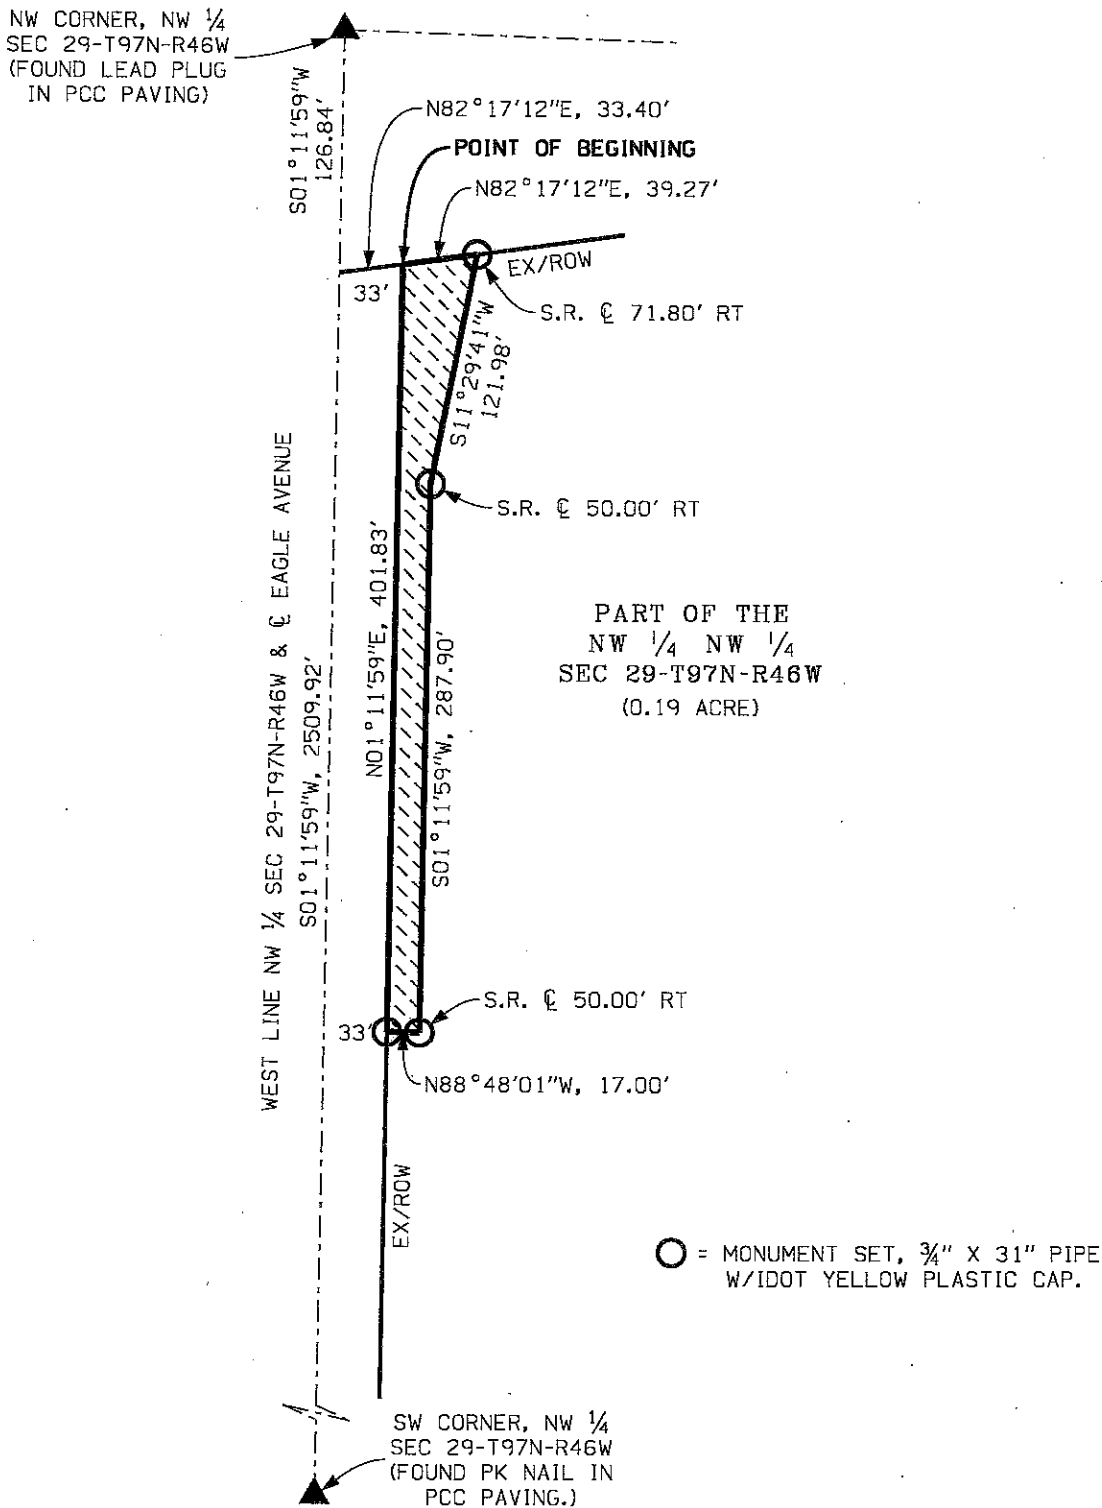 NW CORNER, NW 1/4
SEC 29-T97N-R46W
(FOUND LEAD PLUG
IN PCC PAVING)
S01°11'59"W
126.84'
N82°17'12"E, 33.40'
POINT OF BEGINNING
N82°17'12"E, 39.27'
EX/ROW
33'
S.R. ℄ 71.80' RT
S11°29'41"W
121.98'
S.R. ℄ 50.00' RT
WEST LINE NW 1/4 SEC 29-T97N-R46W & ℄ EAGLE AVENUE
S01°11'59"W, 2509.92'
N01°11'59"E, 401.83'
S01°11'59"W, 287.90'
PART OF THE
NW 1/4 NW 1/4
SEC 29-T97N-R46W
(0.19 ACRE)
S.R. ℄ 50.00' RT
33'
N88°48'01"W, 17.00'
EX/ROW
= MONUMENT SET, 3/4" X 31" PIPE
W/IDOT YELLOW PLASTIC CAP.
SW CORNER, NW 1/4
SEC 29-T97N-R46W
(FOUND PK NAIL IN
PCC PAVING.)